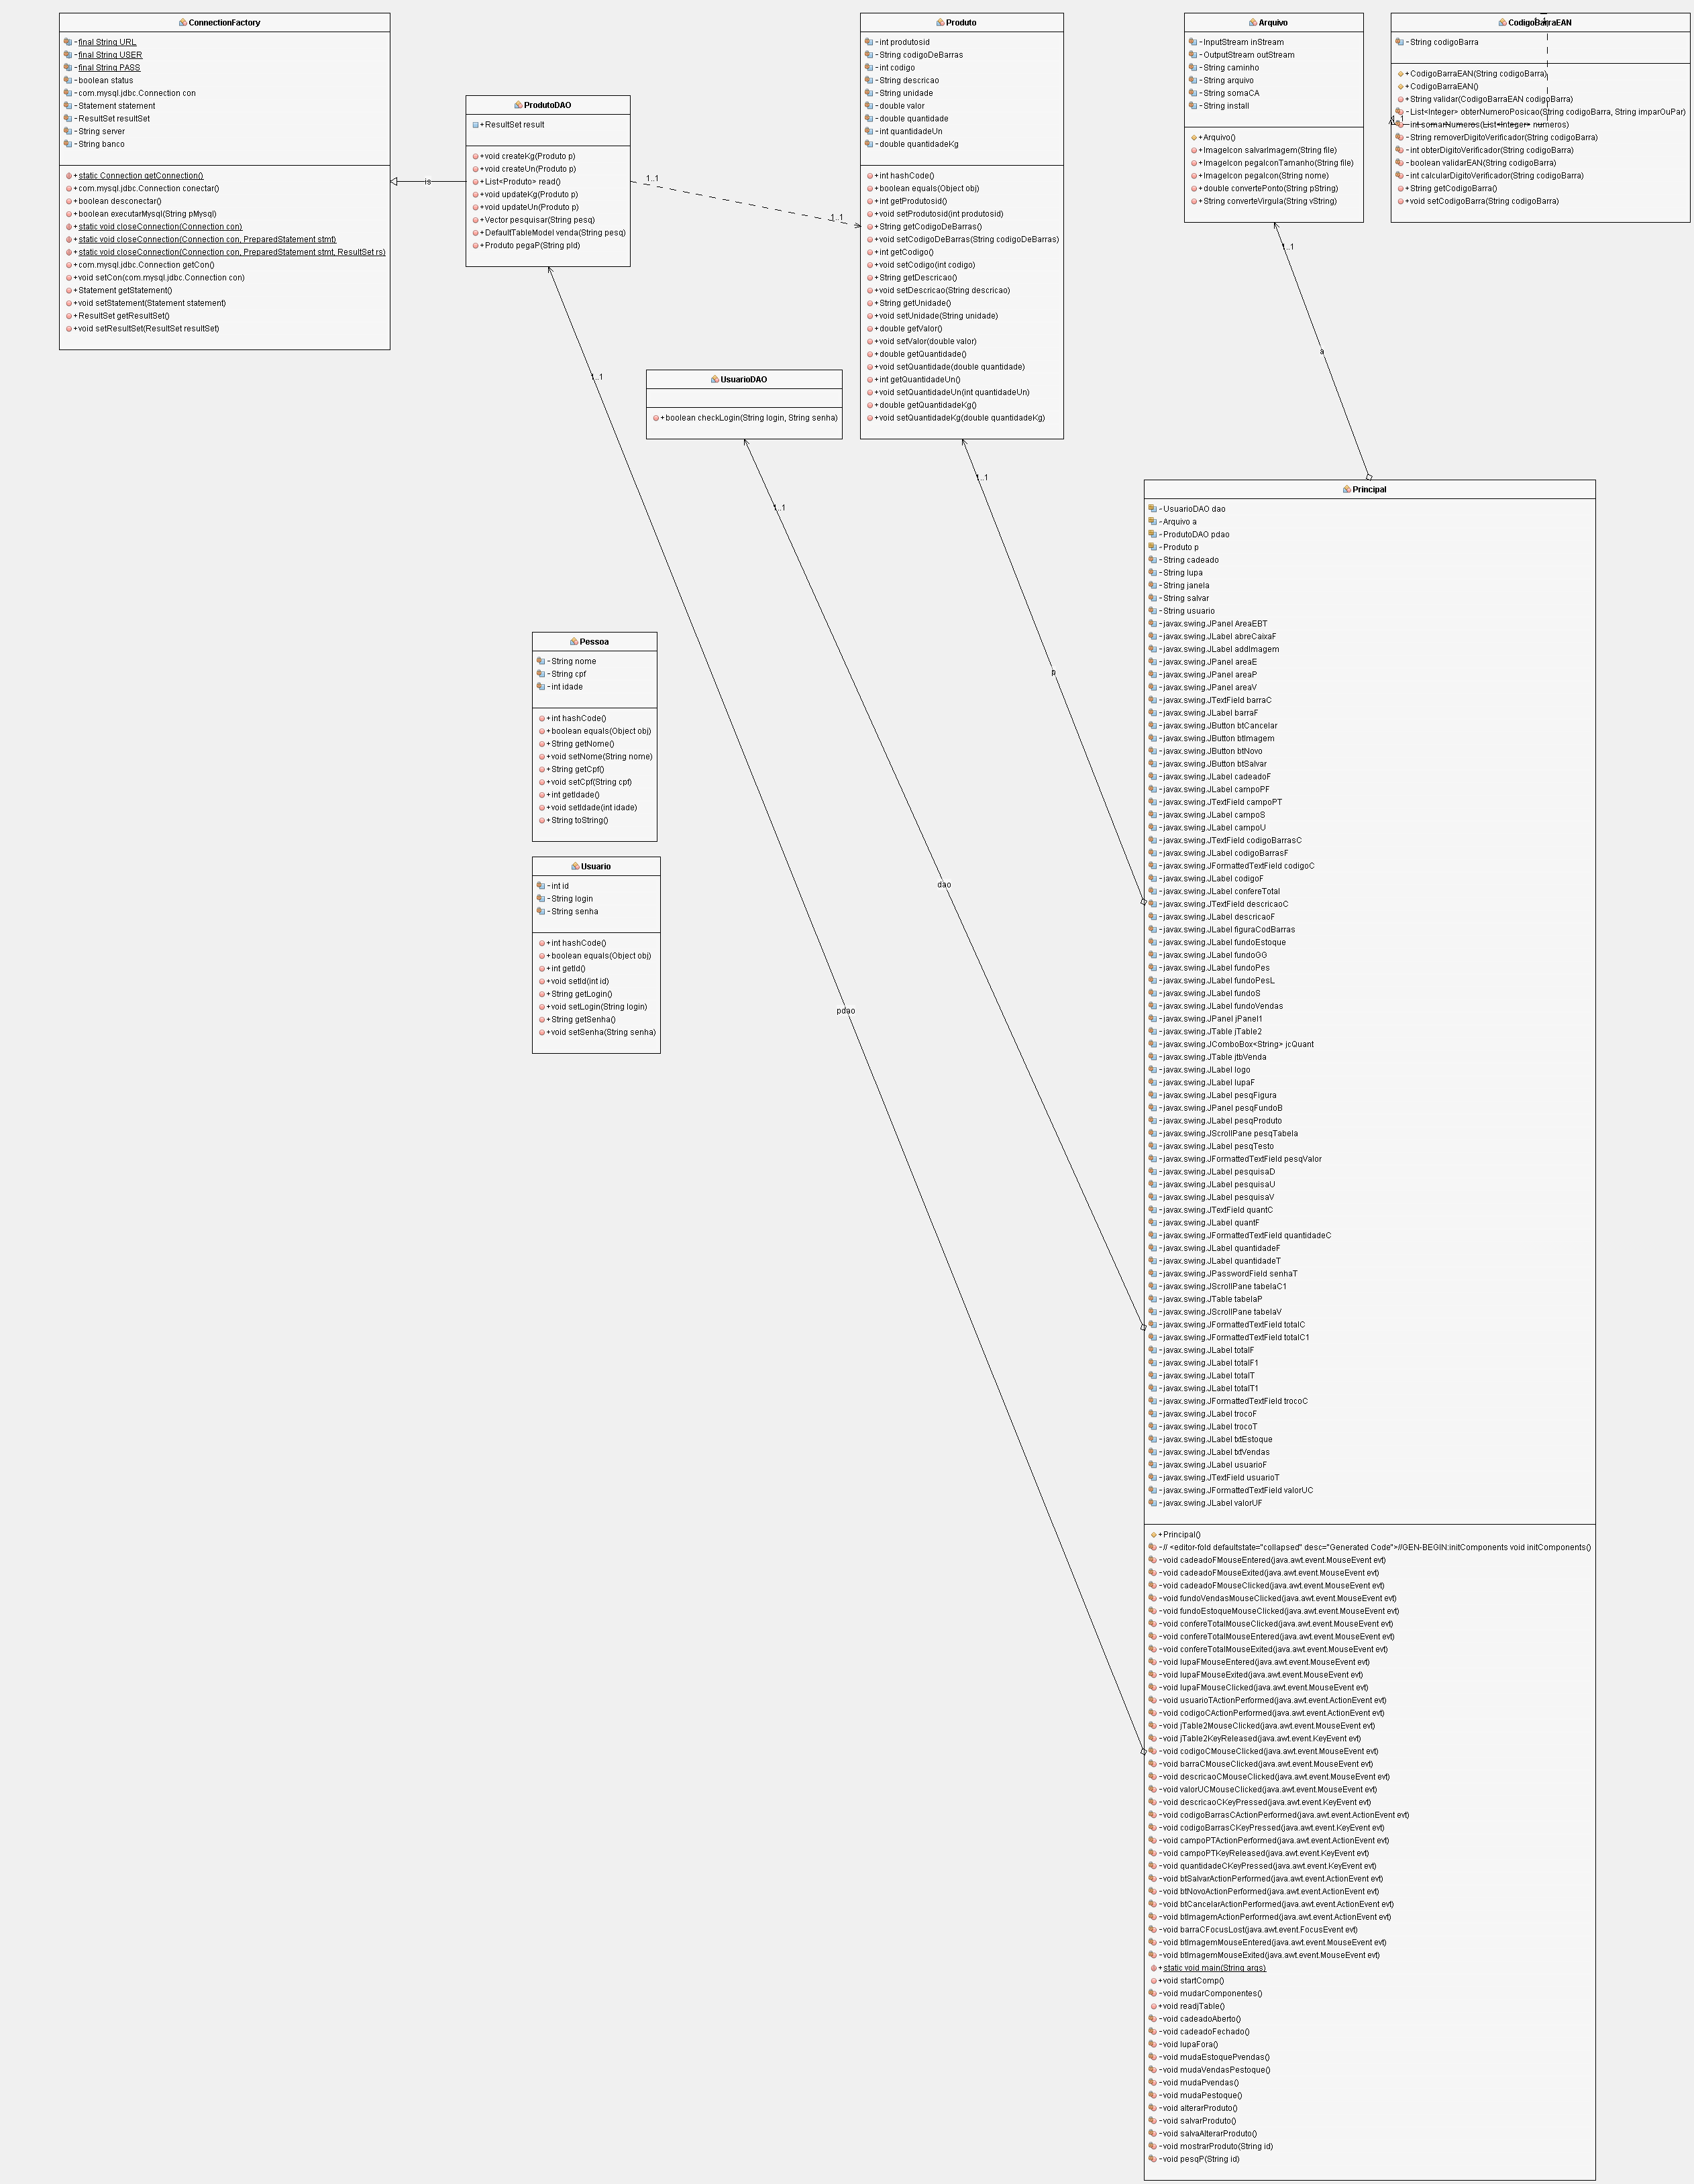 ConnectionFactory
-final String URL
-final String USER
-final String PASS
-boolean status
-com.mysql.jdbc.Connection con
-Statement statement
-ResultSet resultSet
-String server
-String banco
+static Connection getConnection()
+com.mysql.jdbc.Connection conectar()
+boolean desconectar()
+boolean executarMysql(String pMysql)
+static void closeConnection(Connection con)
+static void closeConnection(Connection con, PreparedStatement stmt)
+static void closeConnection(Connection con, PreparedStatement stmt, ResultSet rs)
+com.mysql.jdbc.Connection getCon()
+void setCon(com.mysql.jdbc.Connection con)
+Statement getStatement()
+void setStatement(Statement statement)
+ResultSet getResultSet()
+void setResultSet(ResultSet resultSet)
is
ProdutoDAO
+ResultSet result
+void createKg(Produto p)
+void createUn(Produto p)
+List<Produto> read()
+void updateKg(Produto p)
+void updateUn(Produto p)
+Vector pesquisar(String pesq)
+DefaultTableModel venda(String pesq)
+Produto pegaP(String pId)
1..1
1..1
Produto
-int produtosid
-String codigoDeBarras
-int codigo
-String descricao
-String unidade
-double valor
-double quantidade
-int quantidadeUn
-double quantidadeKg
+int hashCode()
+boolean equals(Object obj)
+int getProdutosid()
+void setProdutosid(int produtosid)
+String getCodigoDeBarras()
+void setCodigoDeBarras(String codigoDeBarras)
+int getCodigo()
+void setCodigo(int codigo)
+String getDescricao()
+void setDescricao(String descricao)
+String getUnidade()
+void setUnidade(String unidade)
+double getValor()
+void setValor(double valor)
+double getQuantidade()
+void setQuantidade(double quantidade)
+int getQuantidadeUn()
+void setQuantidadeUn(int quantidadeUn)
+double getQuantidadeKg()
+void setQuantidadeKg(double quantidadeKg)
Arquivo
-InputStream inStream
-OutputStream outStream
-String caminho
-String arquivo
-String somaCA
-String install
+Arquivo()
+ImageIcon salvarImagem(String file)
+ImageIcon pegaIconTamanho(String file)
+ImageIcon pegaIcon(String nome)
+double convertePonto(String pString)
+String converteVirgula(String vString)
CodigoBarraEAN
-String codigoBarra
+CodigoBarraEAN(String codigoBarra)
+CodigoBarraEAN()
+String validar(CodigoBarraEAN codigoBarra)
-List<Integer> obterNumeroPosicao(String codigoBarra, String imparOuPar)
-int somarNumeros(List<Integer> numeros)
-String removerDigitoVerificador(String codigoBarra)
-int obterDigitoVerificador(String codigoBarra)
-boolean validarEAN(String codigoBarra)
-int calcularDigitoVerificador(String codigoBarra)
+String getCodigoBarra()
+void setCodigoBarra(String codigoBarra)
1..1
a
1..1
UsuarioDAO
+boolean checkLogin(String login, String senha)
1..1
1..1
p
dao
pdao
Pessoa
-String nome
-String cpf
-int idade
+int hashCode()
+boolean equals(Object obj)
+String getNome()
+void setNome(String nome)
+String getCpf()
+void setCpf(String cpf)
+int getIdade()
+void setIdade(int idade)
+String toString()
Usuario
-int id
-String login
-String senha
+int hashCode()
+boolean equals(Object obj)
+int getId()
+void setId(int id)
+String getLogin()
+void setLogin(String login)
+String getSenha()
+void setSenha(String senha)
Principal
-UsuarioDAO dao
-Arquivo a
-ProdutoDAO pdao
-Produto p
-String cadeado
-String lupa
-String janela
-String salvar
-String usuario
-javax.swing.JPanel AreaEBT
-javax.swing.JLabel abreCaixaF
-javax.swing.JLabel addImagem
-javax.swing.JPanel areaE
-javax.swing.JPanel areaP
-javax.swing.JPanel areaV
-javax.swing.JTextField barraC
-javax.swing.JLabel barraF
-javax.swing.JButton btCancelar
-javax.swing.JButton btImagem
-javax.swing.JButton btNovo
-javax.swing.JButton btSalvar
-javax.swing.JLabel cadeadoF
-javax.swing.JLabel campoPF
-javax.swing.JTextField campoPT
-javax.swing.JLabel campoS
-javax.swing.JLabel campoU
-javax.swing.JTextField codigoBarrasC
-javax.swing.JLabel codigoBarrasF
-javax.swing.JFormattedTextField codigoC
-javax.swing.JLabel codigoF
-javax.swing.JLabel confereTotal
-javax.swing.JTextField descricaoC
-javax.swing.JLabel descricaoF
-javax.swing.JLabel figuraCodBarras
-javax.swing.JLabel fundoEstoque
-javax.swing.JLabel fundoGG
-javax.swing.JLabel fundoPes
-javax.swing.JLabel fundoPesL
-javax.swing.JLabel fundoS
-javax.swing.JLabel fundoVendas
-javax.swing.JPanel jPanel1
-javax.swing.JTable jTable2
-javax.swing.JComboBox<String> jcQuant
-javax.swing.JTable jtbVenda
-javax.swing.JLabel logo
-javax.swing.JLabel lupaF
-javax.swing.JLabel pesqFigura
-javax.swing.JPanel pesqFundoB
-javax.swing.JLabel pesqProduto
-javax.swing.JScrollPane pesqTabela
-javax.swing.JLabel pesqTesto
-javax.swing.JFormattedTextField pesqValor
-javax.swing.JLabel pesquisaD
-javax.swing.JLabel pesquisaU
-javax.swing.JLabel pesquisaV
-javax.swing.JTextField quantC
-javax.swing.JLabel quantF
-javax.swing.JFormattedTextField quantidadeC
-javax.swing.JLabel quantidadeF
-javax.swing.JLabel quantidadeT
-javax.swing.JPasswordField senhaT
-javax.swing.JScrollPane tabelaC1
-javax.swing.JTable tabelaP
-javax.swing.JScrollPane tabelaV
-javax.swing.JFormattedTextField totalC
-javax.swing.JFormattedTextField totalC1
-javax.swing.JLabel totalF
-javax.swing.JLabel totalF1
-javax.swing.JLabel totalT
-javax.swing.JLabel totalT1
-javax.swing.JFormattedTextField trocoC
-javax.swing.JLabel trocoF
-javax.swing.JLabel trocoT
-javax.swing.JLabel txtEstoque
-javax.swing.JLabel txtVendas
-javax.swing.JLabel usuarioF
-javax.swing.JTextField usuarioT
-javax.swing.JFormattedTextField valorUC
-javax.swing.JLabel valorUF
+Principal()
-// <editor-fold defaultstate="collapsed" desc="Generated Code">//GEN-BEGIN:initComponents void initComponents()
-void cadeadoFMouseEntered(java.awt.event.MouseEvent evt)
-void cadeadoFMouseExited(java.awt.event.MouseEvent evt)
-void cadeadoFMouseClicked(java.awt.event.MouseEvent evt)
-void fundoVendasMouseClicked(java.awt.event.MouseEvent evt)
-void fundoEstoqueMouseClicked(java.awt.event.MouseEvent evt)
-void confereTotalMouseClicked(java.awt.event.MouseEvent evt)
-void confereTotalMouseEntered(java.awt.event.MouseEvent evt)
-void confereTotalMouseExited(java.awt.event.MouseEvent evt)
-void lupaFMouseEntered(java.awt.event.MouseEvent evt)
-void lupaFMouseExited(java.awt.event.MouseEvent evt)
-void lupaFMouseClicked(java.awt.event.MouseEvent evt)
-void usuarioTActionPerformed(java.awt.event.ActionEvent evt)
-void codigoCActionPerformed(java.awt.event.ActionEvent evt)
-void jTable2MouseClicked(java.awt.event.MouseEvent evt)
-void jTable2KeyReleased(java.awt.event.KeyEvent evt)
-void codigoCMouseClicked(java.awt.event.MouseEvent evt)
-void barraCMouseClicked(java.awt.event.MouseEvent evt)
-void descricaoCMouseClicked(java.awt.event.MouseEvent evt)
-void valorUCMouseClicked(java.awt.event.MouseEvent evt)
-void descricaoCKeyPressed(java.awt.event.KeyEvent evt)
-void codigoBarrasCActionPerformed(java.awt.event.ActionEvent evt)
-void codigoBarrasCKeyPressed(java.awt.event.KeyEvent evt)
-void campoPTActionPerformed(java.awt.event.ActionEvent evt)
-void campoPTKeyReleased(java.awt.event.KeyEvent evt)
-void quantidadeCKeyPressed(java.awt.event.KeyEvent evt)
-void btSalvarActionPerformed(java.awt.event.ActionEvent evt)
-void btNovoActionPerformed(java.awt.event.ActionEvent evt)
-void btCancelarActionPerformed(java.awt.event.ActionEvent evt)
-void btImagemActionPerformed(java.awt.event.ActionEvent evt)
-void barraCFocusLost(java.awt.event.FocusEvent evt)
-void btImagemMouseEntered(java.awt.event.MouseEvent evt)
-void btImagemMouseExited(java.awt.event.MouseEvent evt)
+static void main(String args)
+void startComp()
-void mudarComponentes()
+void readjTable()
-void cadeadoAberto()
-void cadeadoFechado()
-void lupaFora()
-void mudaEstoquePvendas()
-void mudaVendasPestoque()
-void mudaPvendas()
-void mudaPestoque()
-void alterarProduto()
-void salvarProduto()
-void salvaAlterarProduto()
-void mostrarProduto(String id)
-void pesqP(String id)
1..1